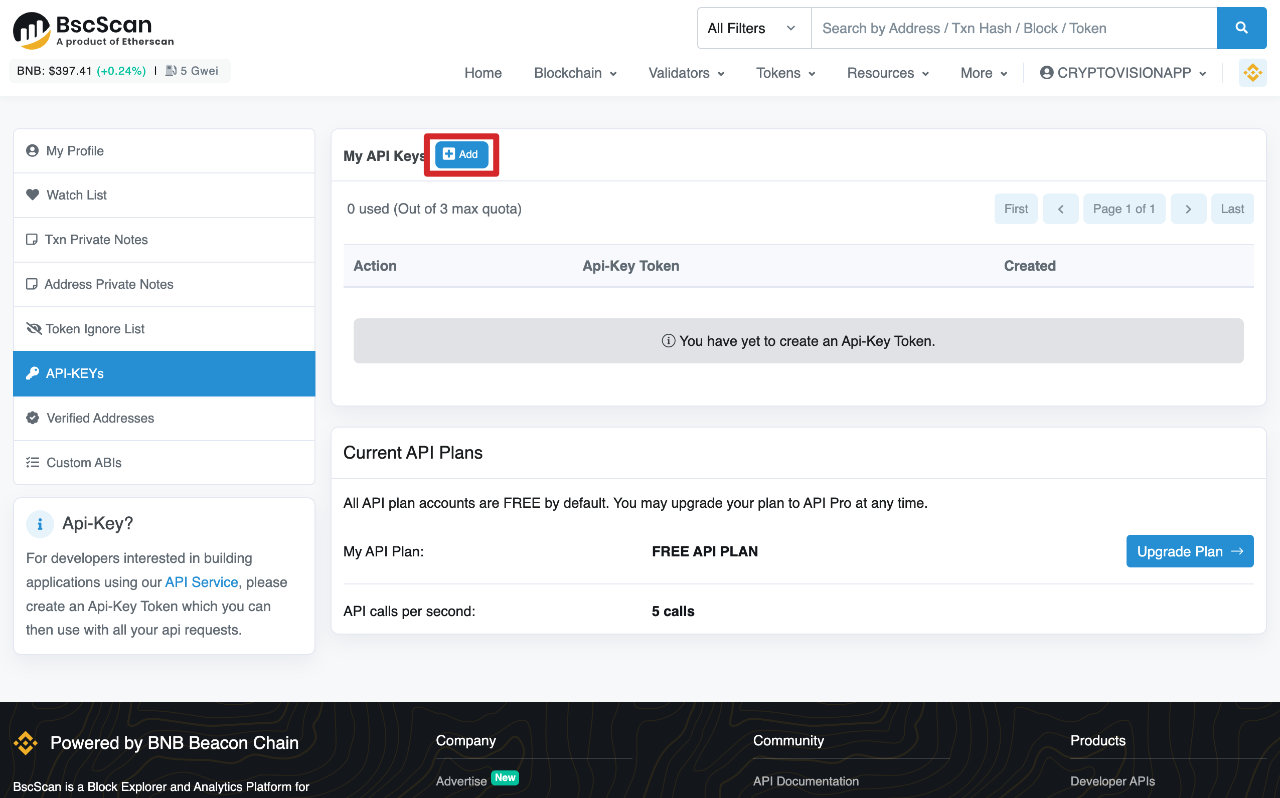 BscScan
A product of Etherscan
All Filters
Search by Address / Txn Hash / Block / Token
BNB: $397.41 (+0.24%) | 5 Gwei
Home Blockchain Validators Tokens Resources More CRYPTOVISIONAPP
My Profile
Watch List
Txn Private Notes
Address Private Notes
Token Ignore List
API-KEYs
Verified Addresses
Custom ABIs
Api-Key?
For developers interested in building
applications using our API Service, please
create an Api-Key Token which you can
then use with all your api requests.
My API Keys Add
0 used (Out of 3 max quota)
First < Page 1 of 1 > Last
Action Api-Key Token Created
You have yet to create an Api-Key Token.
Current API Plans
All API plan accounts are FREE by default. You may upgrade your plan to API Pro at any time.
My API Plan: FREE API PLAN Upgrade Plan →
API calls per second: 5 calls
Powered by BNB Beacon Chain
BscScan is a Block Explorer and Analytics Platform for
Company
Advertise New
Community
API Documentation
Products
Developer APIs